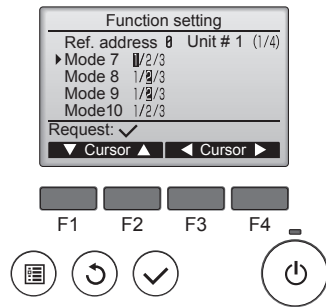 Function setting
Ref. address 0 Unit # 1 (1/4)
Mode 7 1/2/3
Mode 8 1/2/3
Mode 9 1/2/3
Mode10 1/2/3
Request: ✓
▼ Cursor ▲ ◀ Cursor ▶
F1 F2 F3 F4